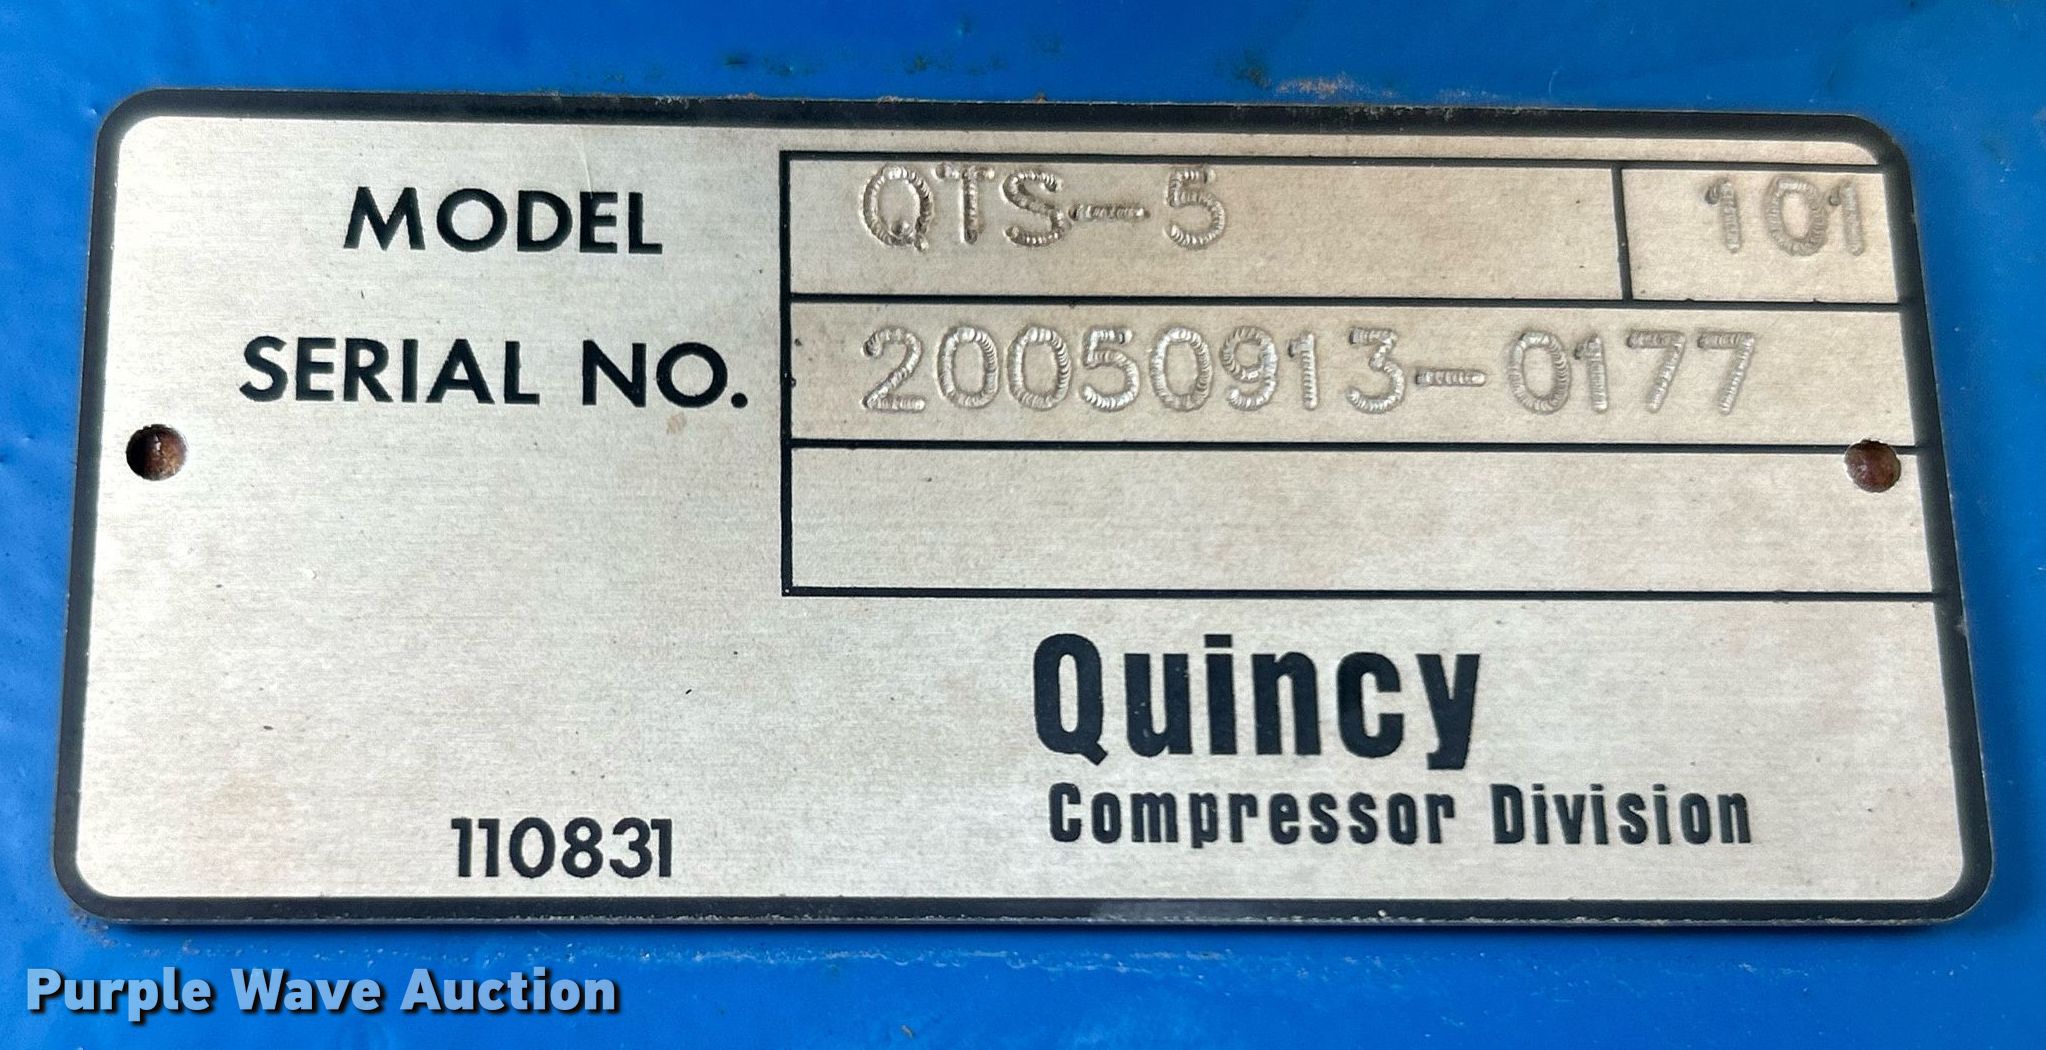 MODEL QTS-5 101
SERIAL NO. 20050913-0177
Quincy
Compressor Division
110831
Purple Wave Auction